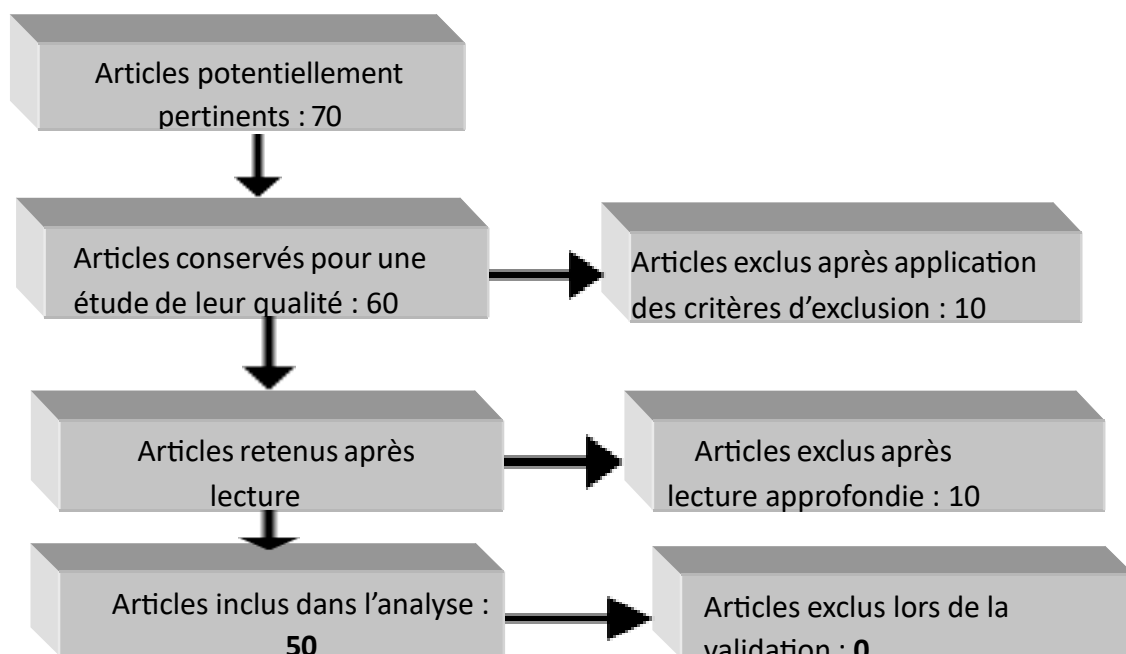 Articles potentiellement
pertinents : 70
Articles conservés pour une
étude de leur qualité : 60
Articles exclus après application
des critères d'exclusion : 10
Articles retenus après
lecture
Articles exclus après
lecture approfondie : 10
Articles inclus dans l'analyse :
50
Articles exclus lors de la
validation : 0